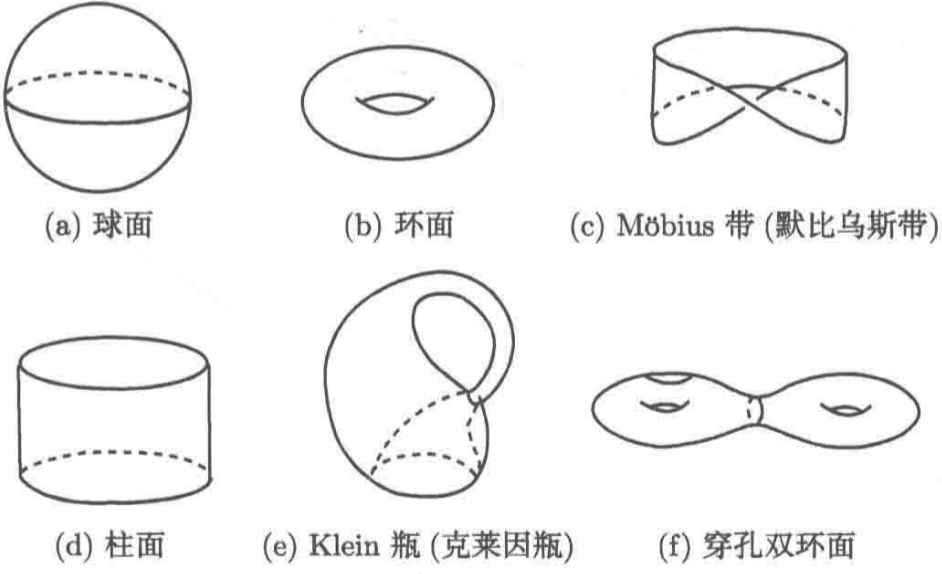 (a) 球面
(b) 环面
(c) Möbius 带 (默比乌斯带)
(d) 柱面
(e) Klein 瓶 (克莱因瓶)
(f) 穿孔双环面